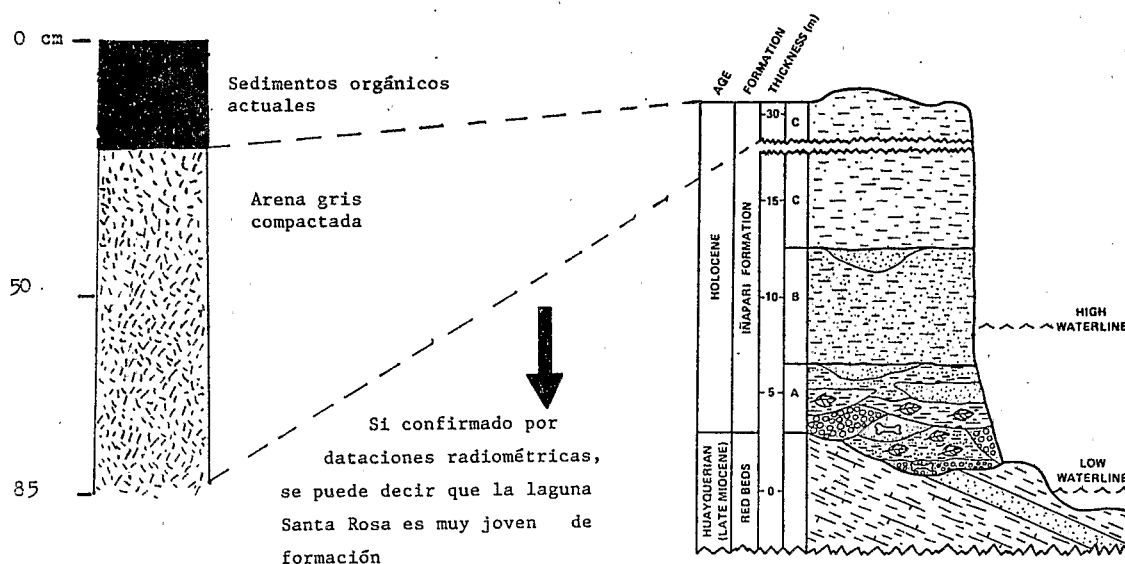 0 cm
Sedimentos orgánicos
actuales
Arena gris
compactada
50
85
Si confirmado por
dataciones radiométricas,
se puede decir que la laguna
Santa Rosa es muy joven de
formación
AGE
FORMATION
THICKNESS (m)
HOLOCENE
HUAYQUERIAN
(LATE MIOCENE)
IÑAPARI FORMATION
RED BEDS
30
15
10
5
0
C
C
B
A
HIGH
WATERLINE
LOW
WATERLINE